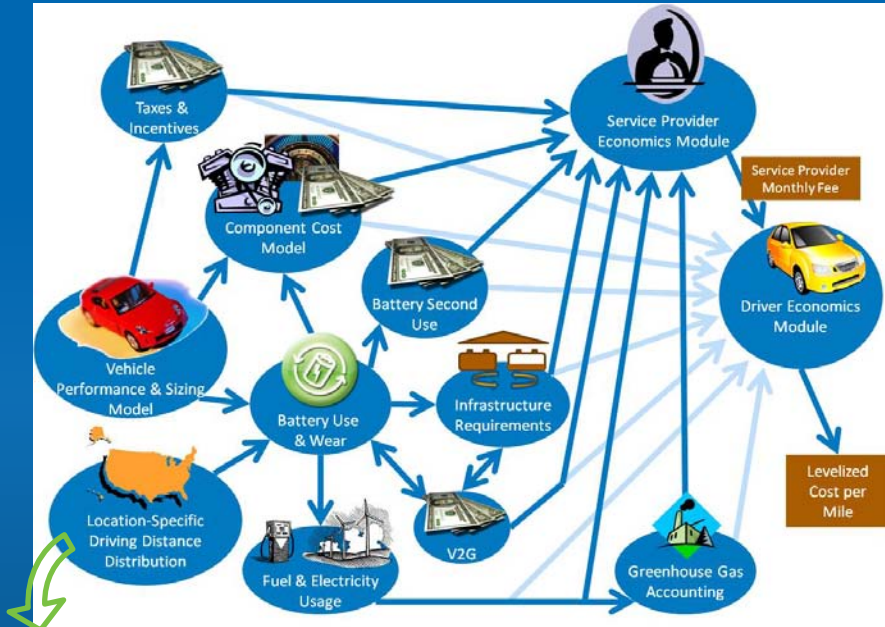 Taxes &
Incentives
Service Provider
Economics Module
Service Provider
Monthly Fee
Component Cost
Model
Battery Second
Use
Driver Economics
Module
Vehicle
Performance & Sizing
Model
Battery Use
& Wear
Infrastructure
Requirements
Levelized
Cost per
Mile
Location-Specific
Driving Distance
Distribution
V2G
Fuel & Electricity
Usage
Greenhouse Gas
Accounting